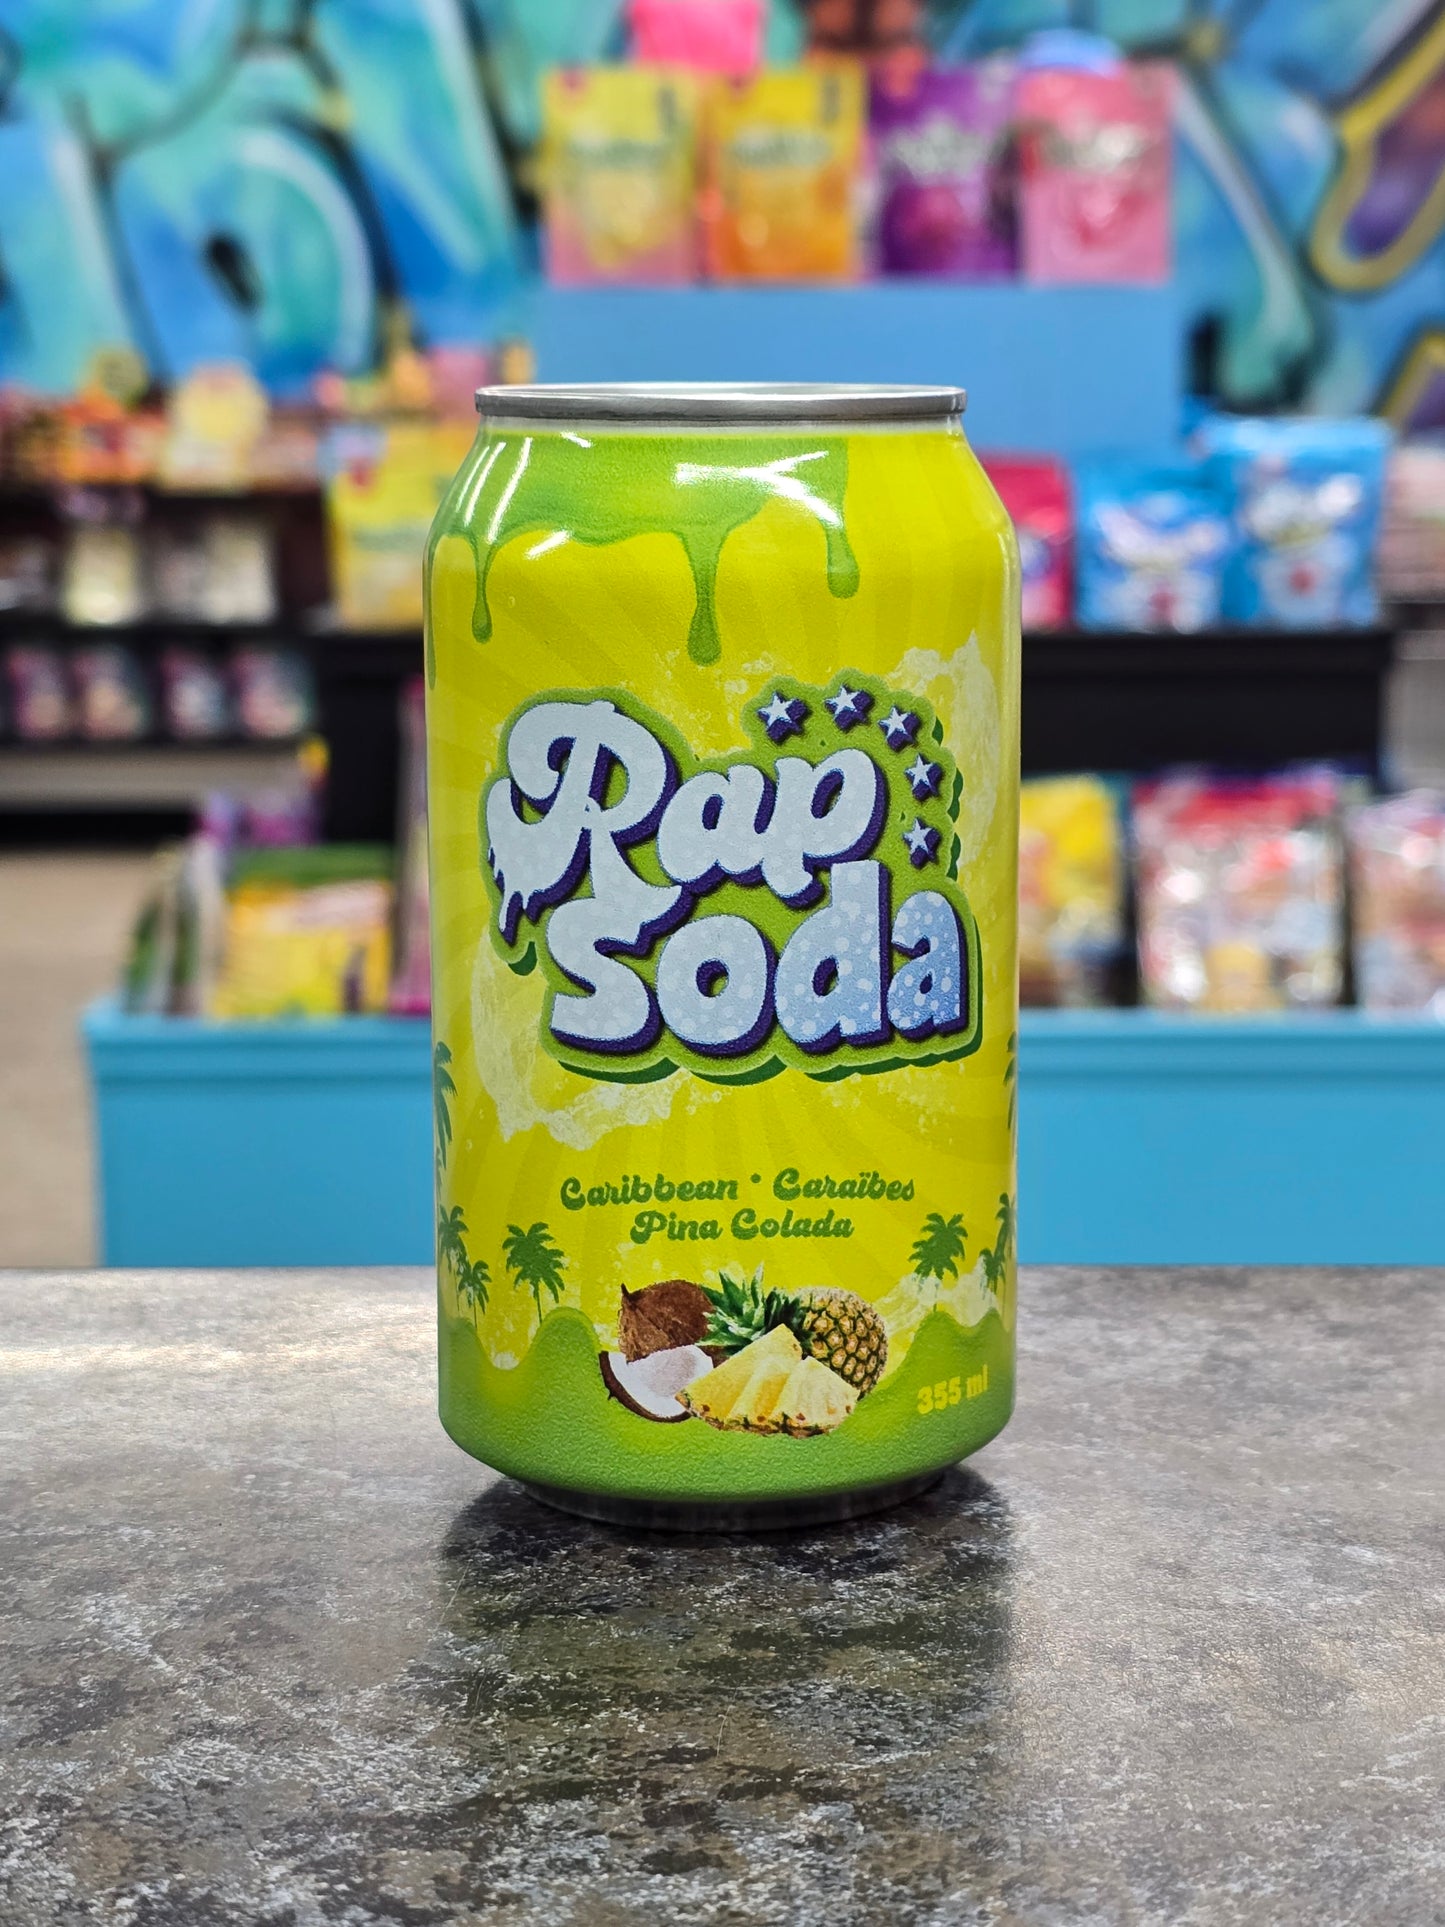 Rap
Soda
Caribbean • Caraïbes
Pina Colada
355 ml